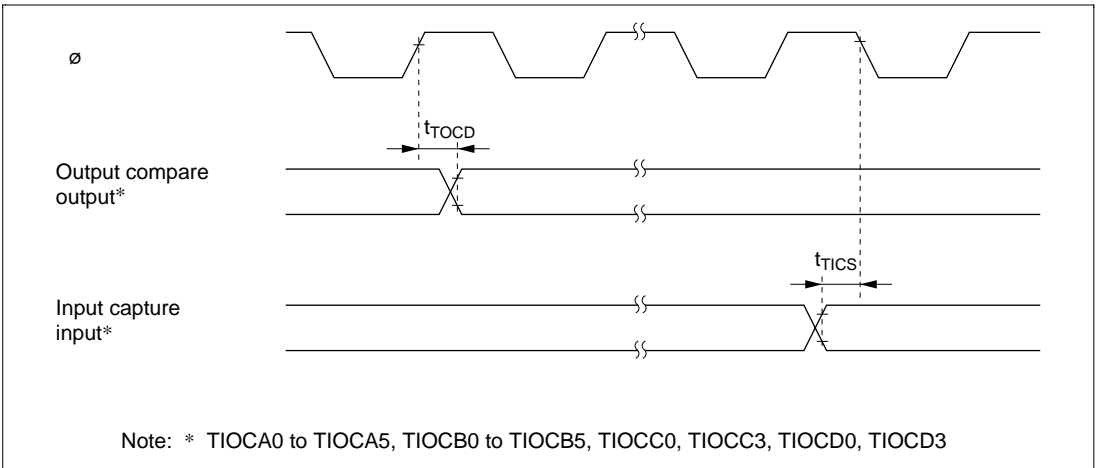 ø
tTOCD
Output compare
output*
tTICS
Input capture
input*
Note: * TIOCA0 to TIOCA5, TIOCB0 to TIOCB5, TIOCC0, TIOCC3, TIOCD0, TIOCD3